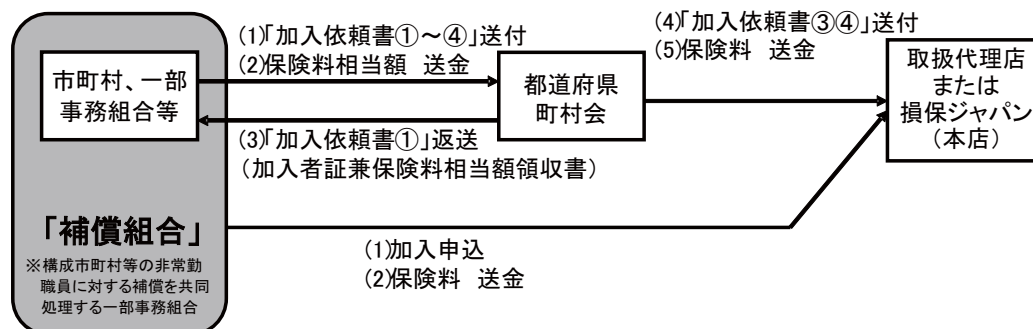 (1)「加入依頼書①～④」送付
(2)保険料相当額 送金
(4)「加入依頼書③④」送付
(5)保険料 送金
市町村、一部
事務組合等
都道府県
町村会
取扱代理店
または
損保ジャパン
（本店）
(3)「加入依頼書①」返送
（加入者証兼保険料相当額領収書）
「補償組合」
※構成市町村等の非常勤
職員に対する補償を共同
処理する一部事務組合
(1)加入申込
(2)保険料 送金